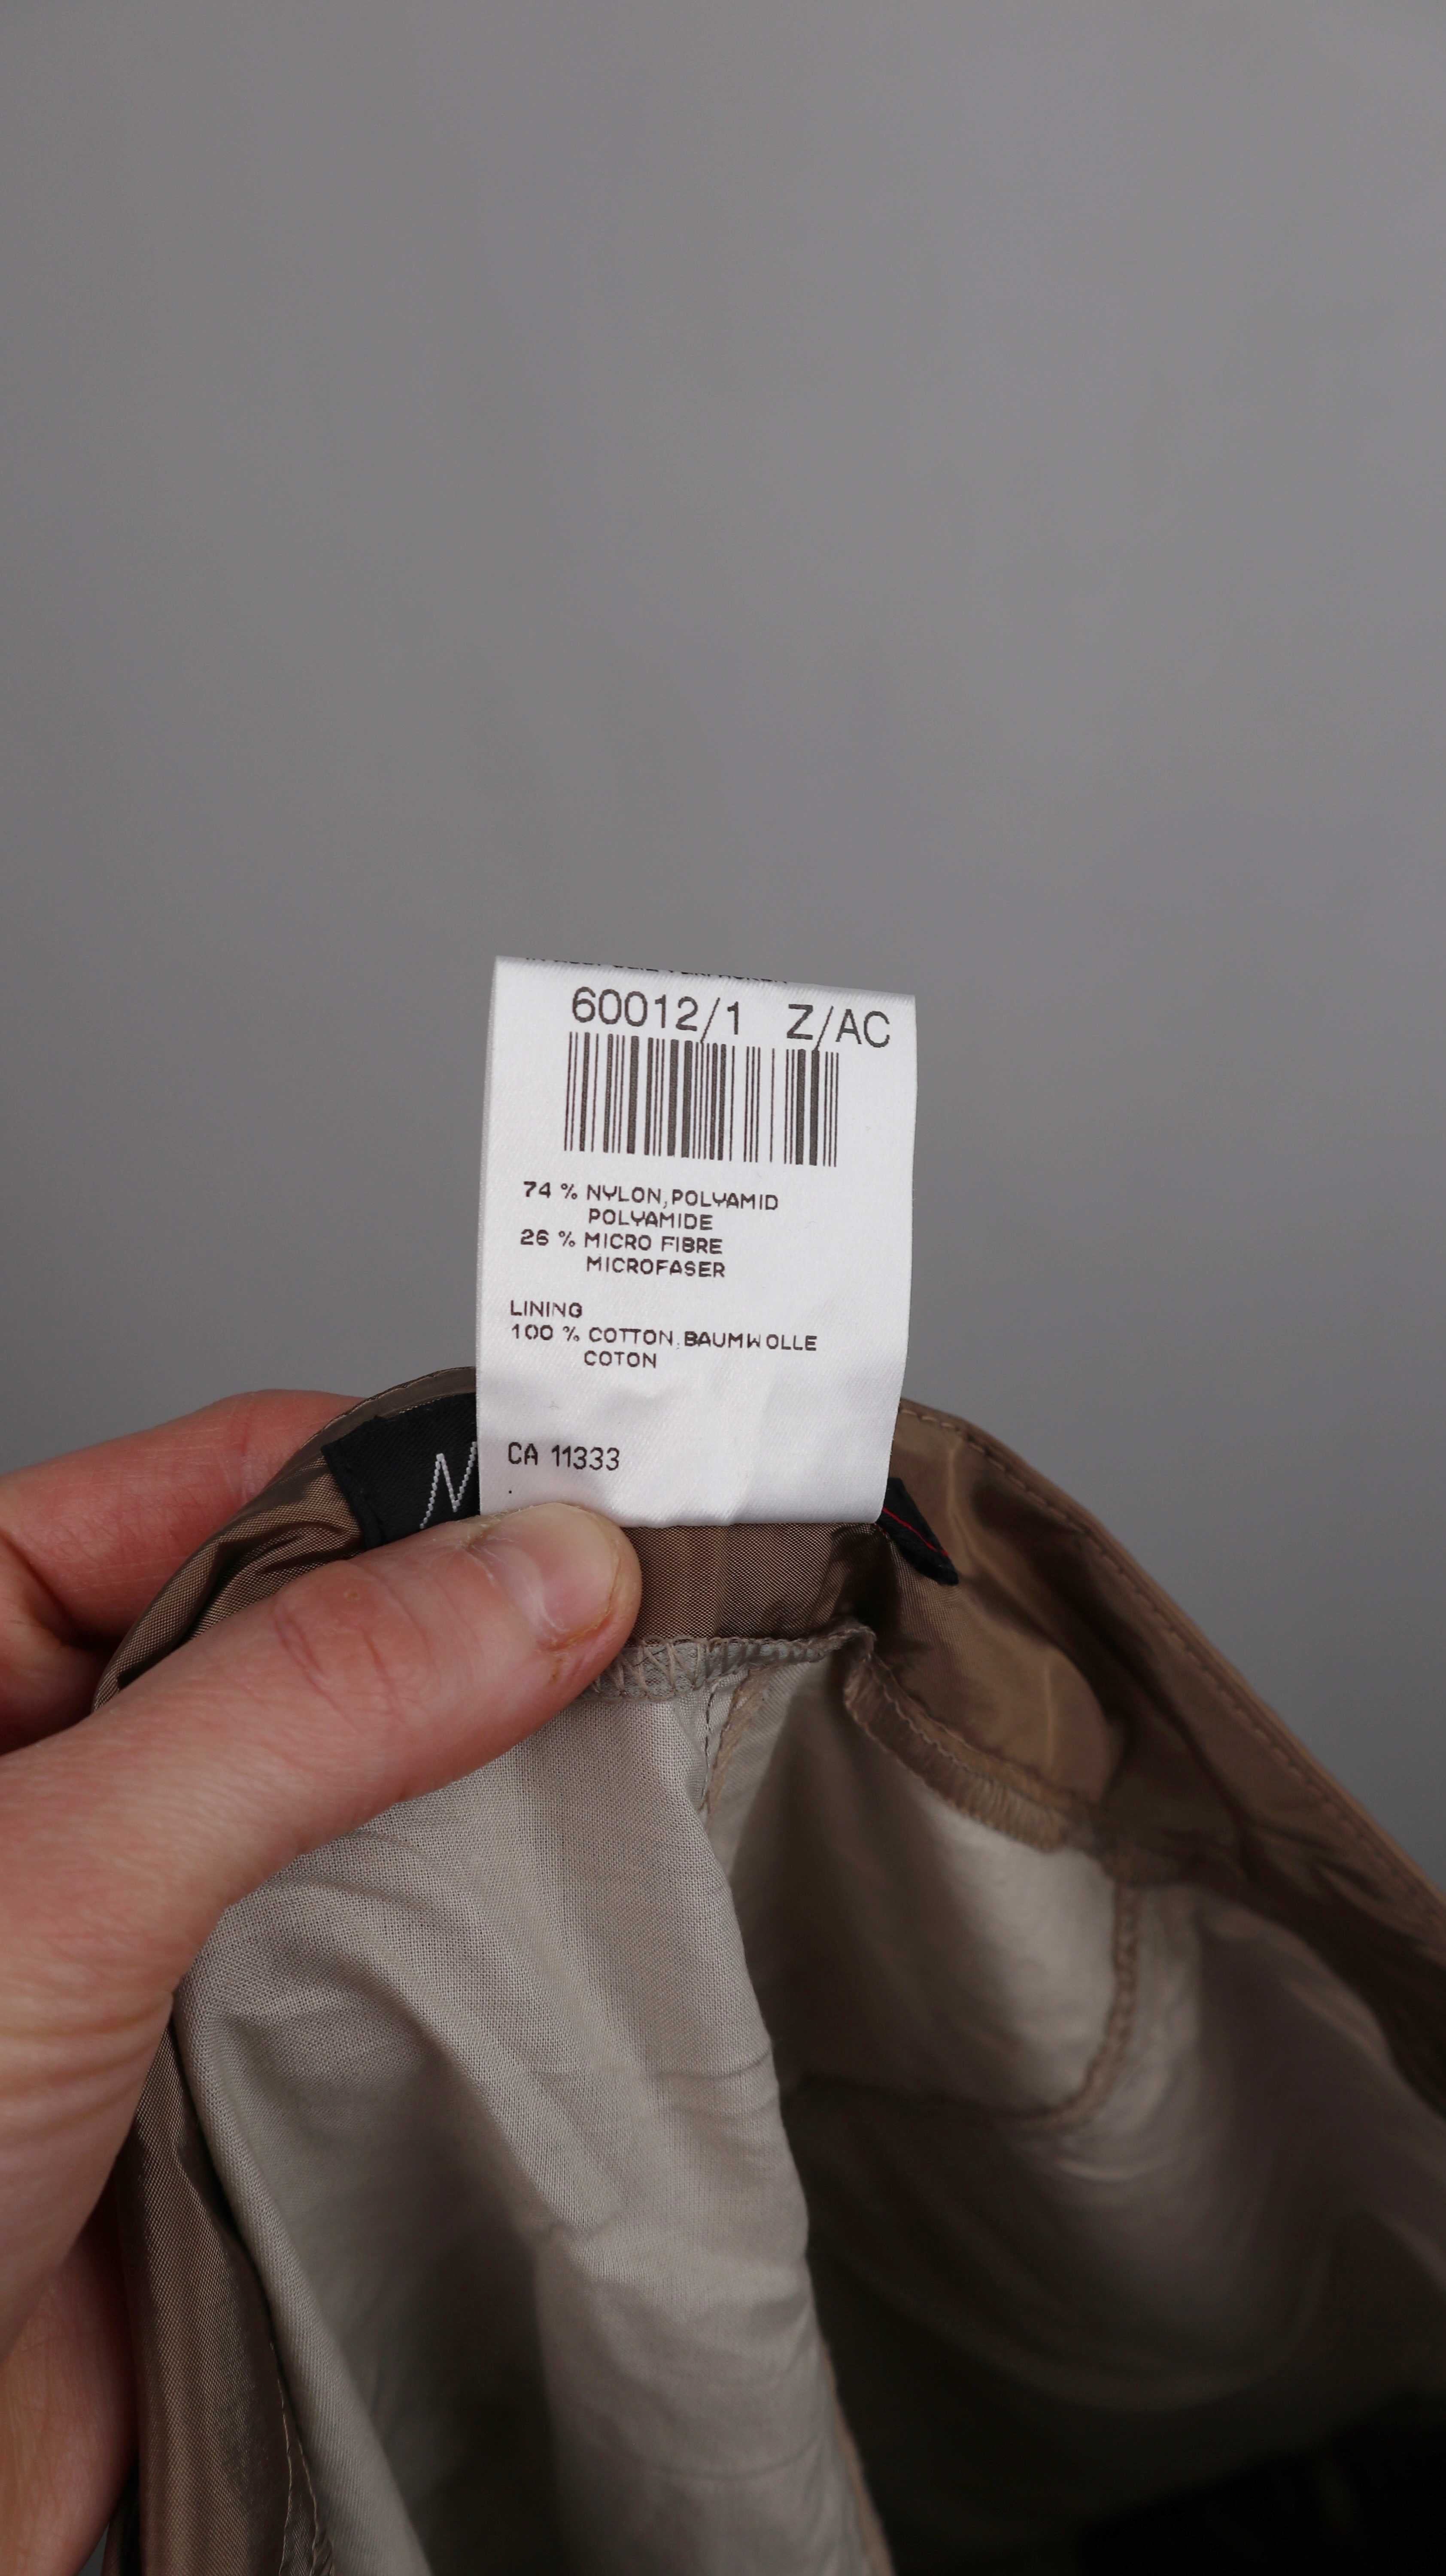 60012/1 Z/AC
74 % NYLON,POLYAMID
POLYAMIDE
26 % MICRO FIBRE
MICROFASER
LINING
100 % COTTON,BAUMWOLLE
COTON
CA 11333